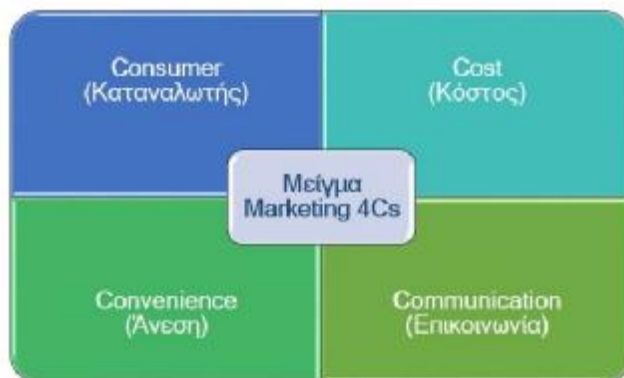 Consumer
(Καταναλωτής)
Cost
(Κόστος)
Μείγμα
Marketing 4Cs
Convenience
(Άνεση)
Communication
(Επικοινωνία)